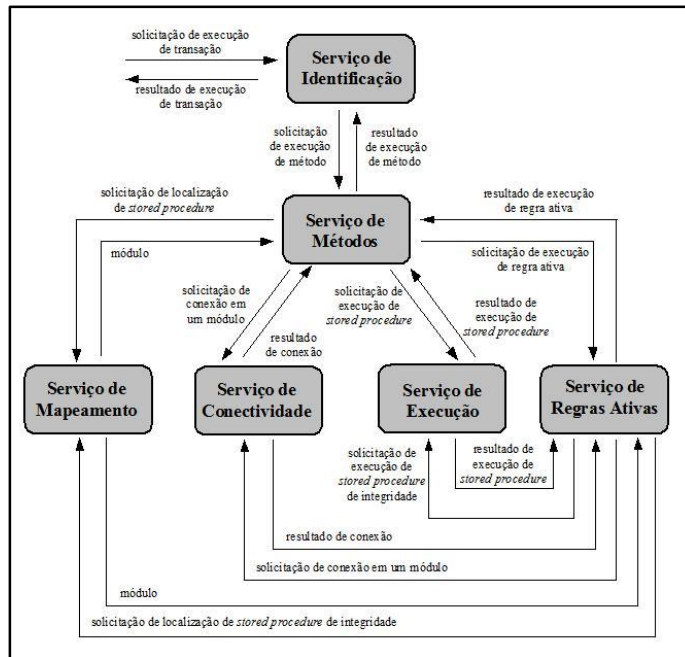 solicitação de execução
de transação
resultado de execução
de transação
Serviço de
Identificação
solicitação
de execução
de método
resultado
de execução
de método
solicitação de localização
de stored procedure
módulo
Serviço de
Métodos
resultado de execução
de regra ativa
solicitação de execução
de regra ativa
solicitação de
conexão em
um módulo
resultado
de conexão
solicitação de
execução de
stored procedure
resultado de
execução de
stored procedure
Serviço de
Mapeamento
Serviço de
Conectividade
Serviço de
Execução
Serviço de
Regras Ativas
solicitação de
execução de
stored procedure
de integridade
resultado de
execução de
stored procedure
resultado de conexão
solicitação de conexão em um módulo
módulo
solicitação de localização de stored procedure de integridade